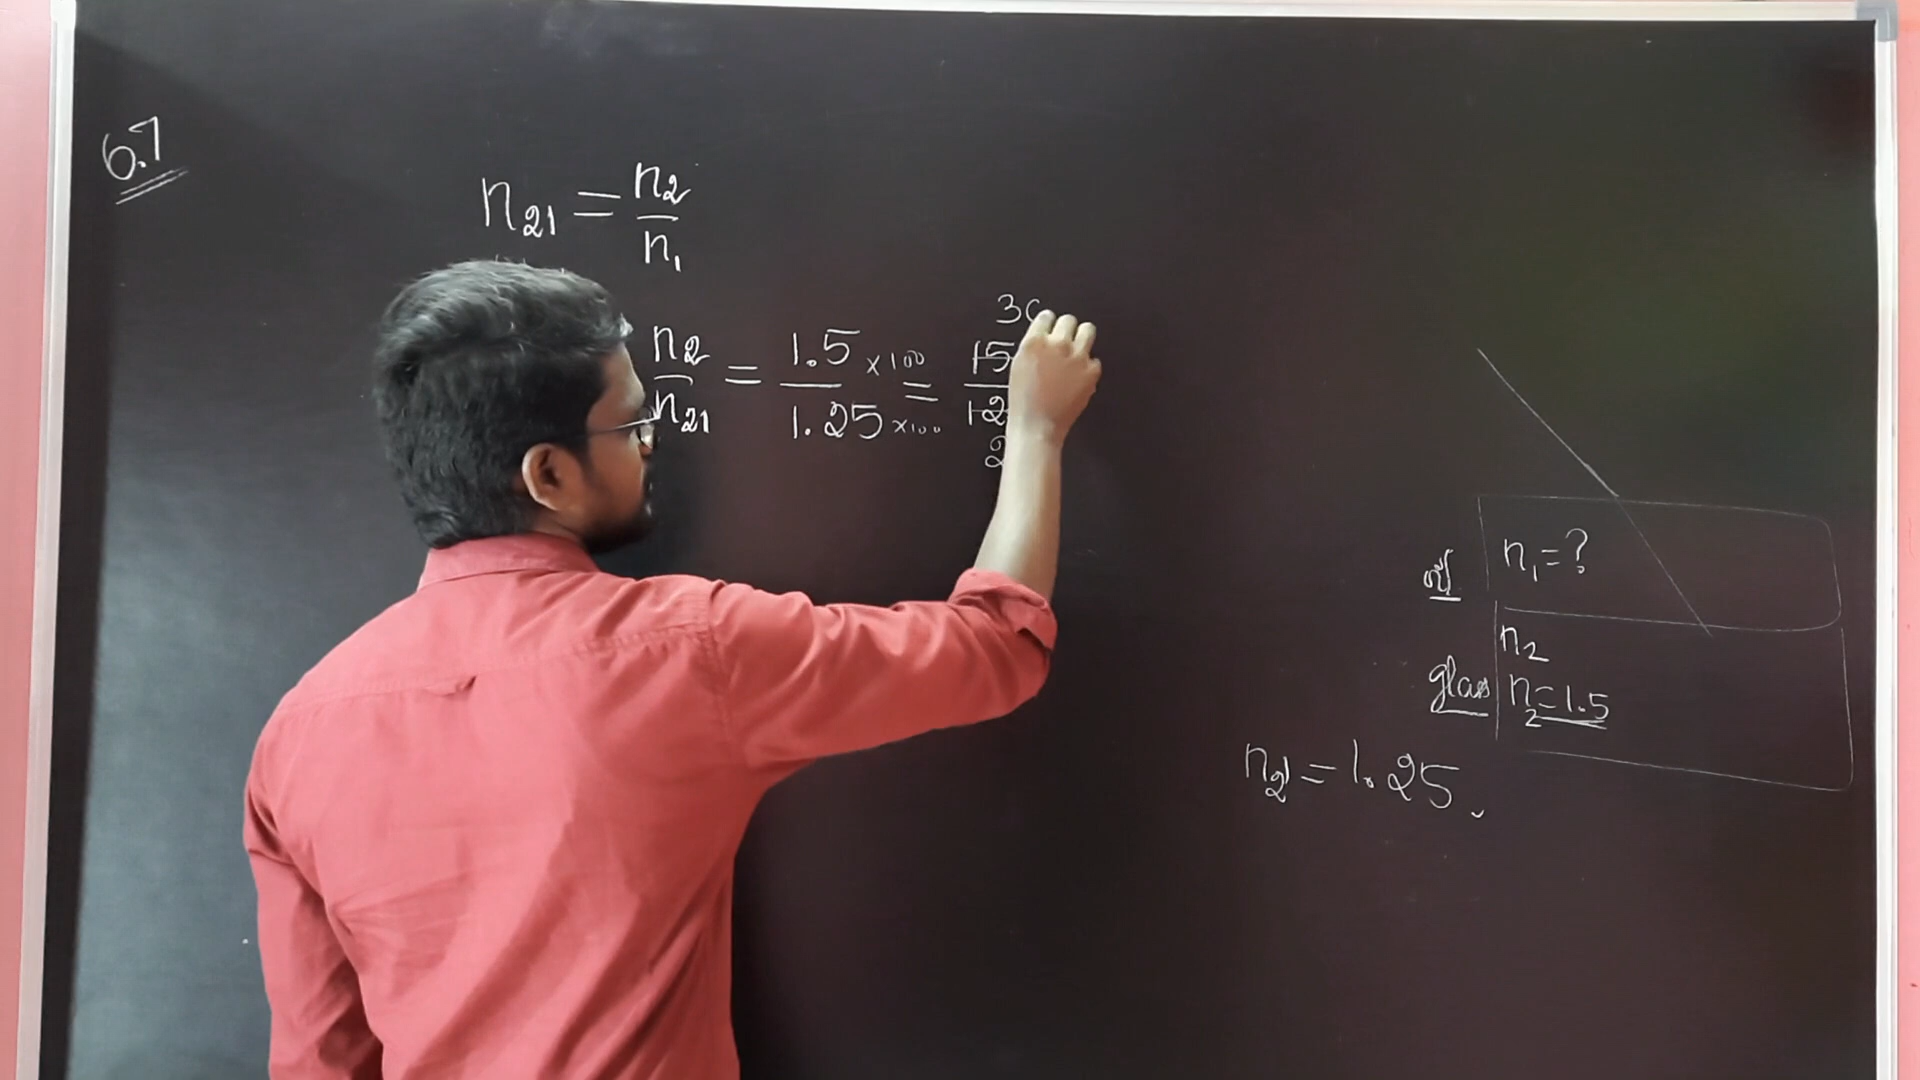 6.7
n21 = n2/n1
n2/n21 = 1.5 × 100 / 1.25 × 100 =
n1 = ?
oil
n2
glass n2 = 1.5
n21 = 1.25.